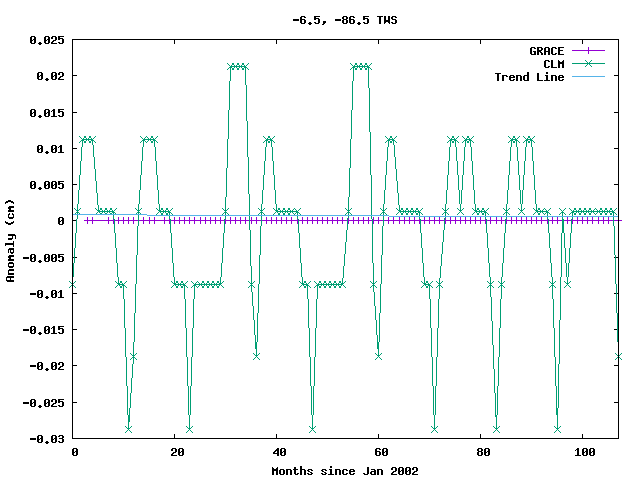 -6.5, -86.5 TWS
GRACE
CLM
Trend Line
0.025
0.02
0.015
0.01
0.005
0
-0.005
-0.01
-0.015
-0.02
-0.025
-0.03
Anomaly (cm)
0 20 40 60 80 100
Months since Jan 2002